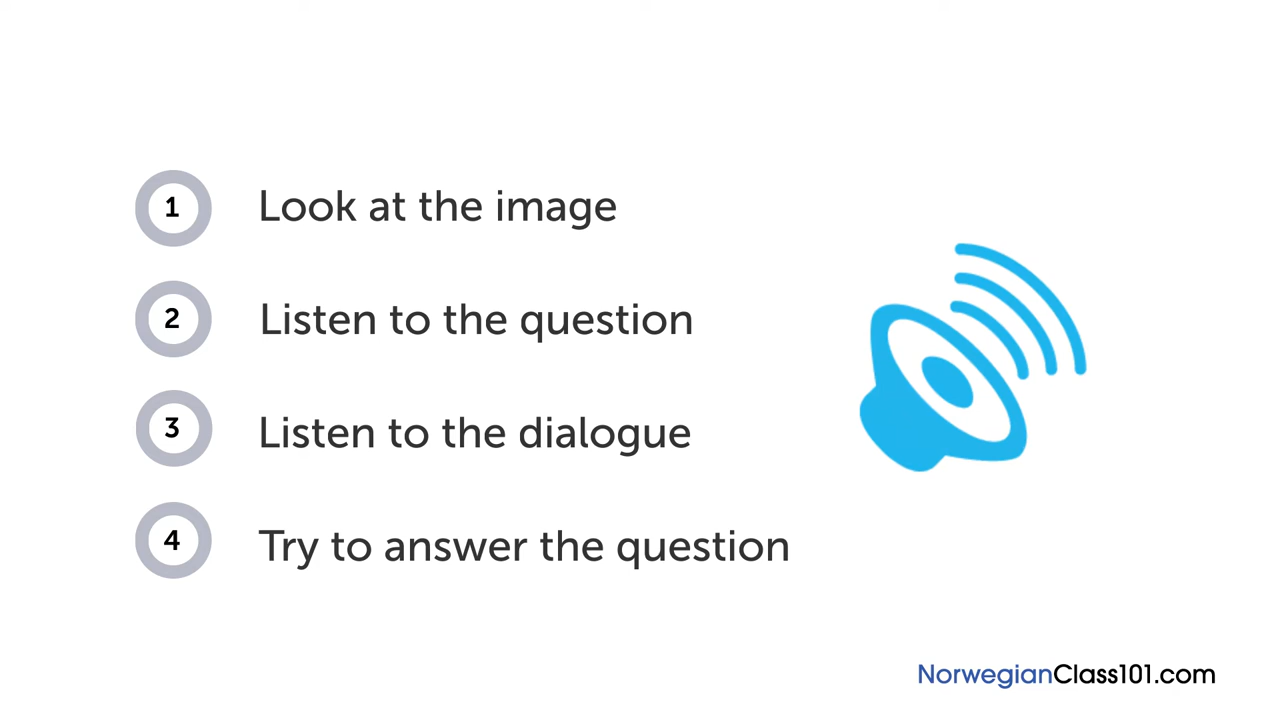 1 Look at the image
2 Listen to the question
3 Listen to the dialogue
4 Try to answer the question
NorwegianClass101.com